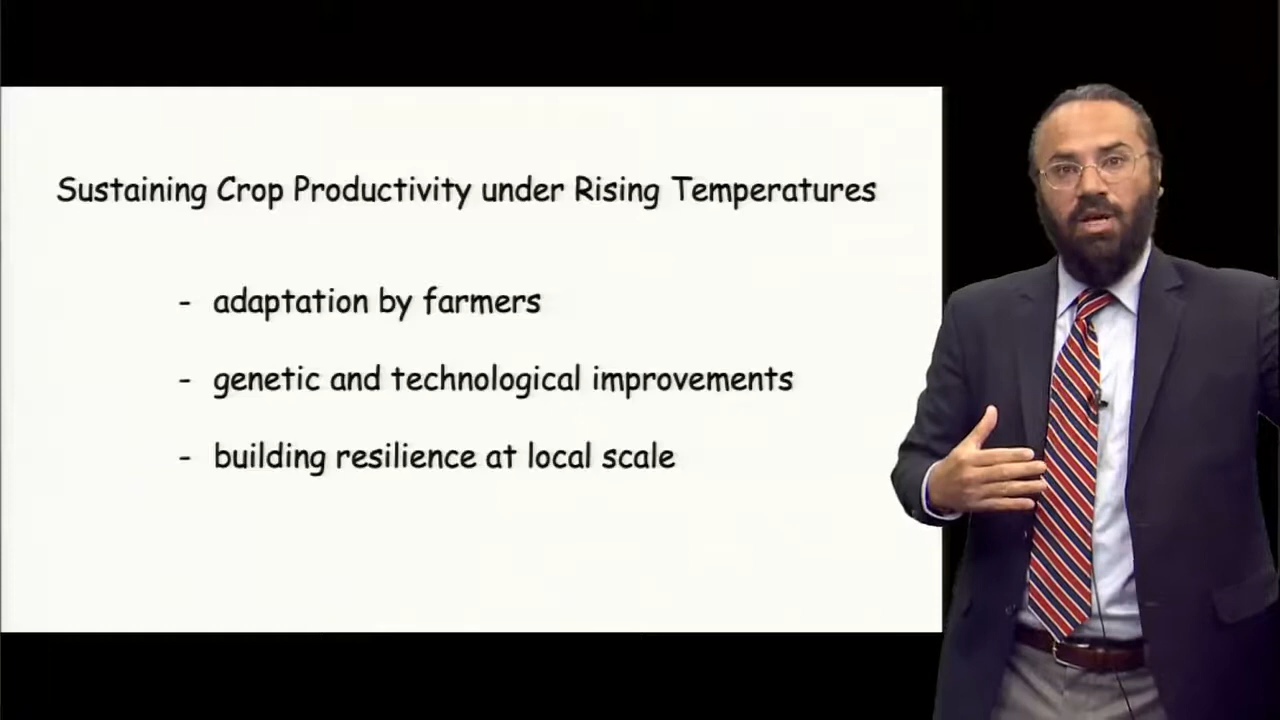 Sustaining Crop Productivity under Rising Temperatures
- adaptation by farmers
- genetic and technological improvements
- building resilience at local scale